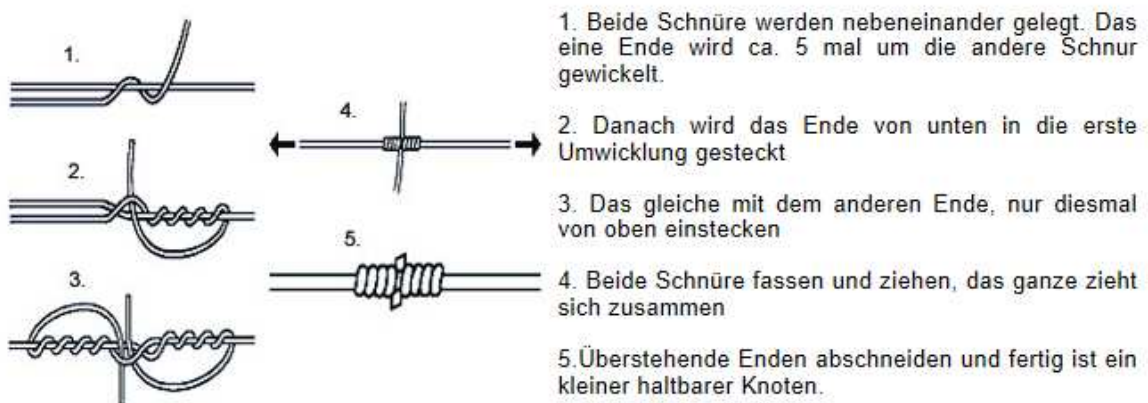 1.
2.
3.
4.
5.
1. Beide Schnüre werden nebeneinander gelegt. Das
eine Ende wird ca. 5 mal um die andere Schnur
gewickelt.
2. Danach wird das Ende von unten in die erste
Umwicklung gesteckt
3. Das gleiche mit dem anderen Ende, nur diesmal
von oben einstecken
4. Beide Schnüre fassen und ziehen, das ganze zieht
sich zusammen
5.Überstehende Enden abschneiden und fertig ist ein
kleiner haltbarer Knoten.